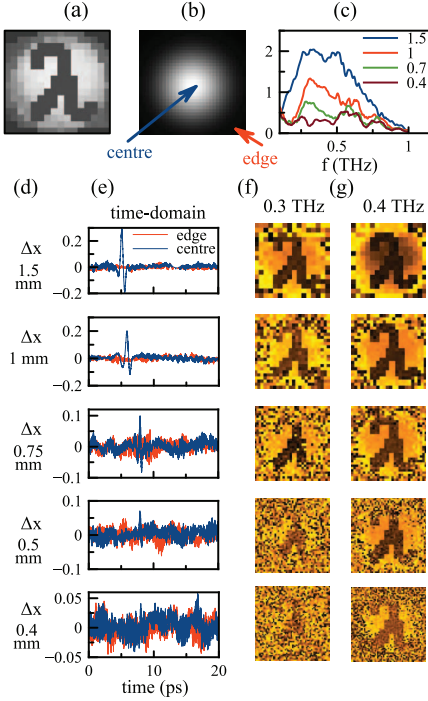 (a)
(b)
(c)
centre
edge
2
1
0
1.5
1
0.7
0.4
0.5
1
f (THz)
(d)
(e)
(f)
(g)
time-domain
0.3 THz
0.4 THz
edge
centre
Δx
1.5
mm
0.2
0
−0.2
Δx
1 mm
0.2
0
−0.2
Δx
0.75
mm
0.1
0
−0.1
Δx
0.5
mm
0.1
0
−0.1
Δx
0.4
mm
0.05
0
−0.05
0
10
20
time (ps)
λ